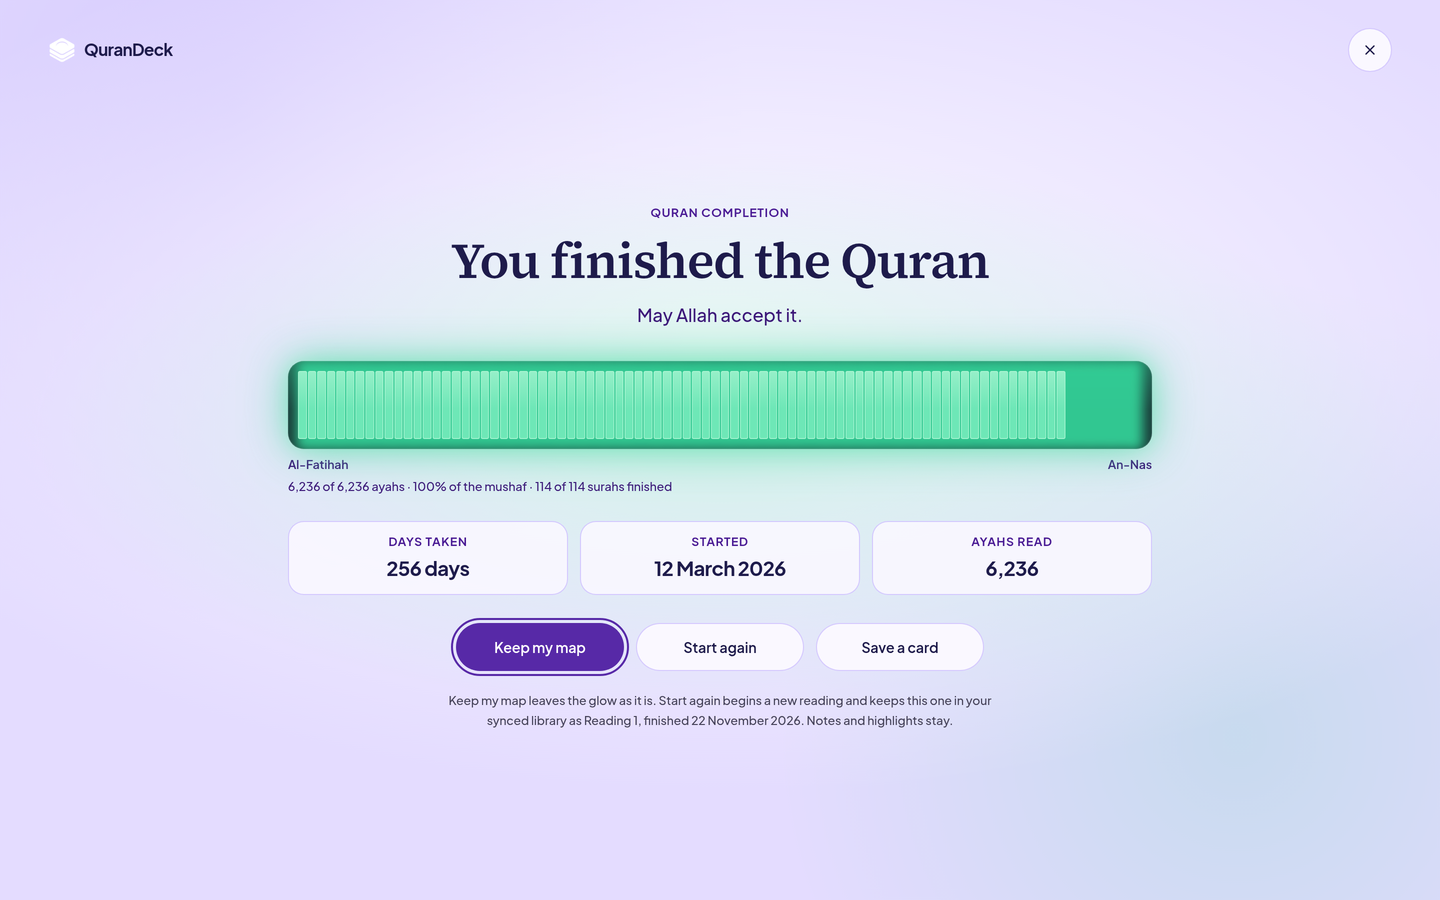 QuranDeck
QURAN COMPLETION
You finished the Quran
May Allah accept it.
Al-Fatihah
An-Nas
6,236 of 6,236 ayahs · 100% of the mushaf · 114 of 114 surahs finished
DAYS TAKEN
256 days
STARTED
12 March 2026
AYAHS READ
6,236
Keep my map
Start again
Save a card
Keep my map leaves the glow as it is. Start again begins a new reading and keeps this one in your
synced library as Reading 1, finished 22 November 2026. Notes and highlights stay.